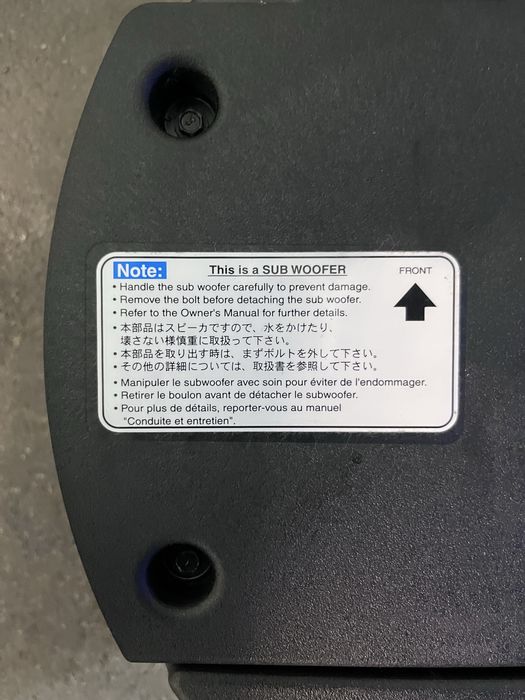 Note:
This is a SUB WOOFER
FRONT
• Handle the sub woofer carefully to prevent damage.
• Remove the bolt before detaching the sub woofer.
• Refer to the Owner's Manual for further details.
• 本部品はスピーカですので、水をかけたり、
壊さない様慎重に取扱って下さい。
• 本部品を取り出す時は、まずボルトを外して下さい。
• その他の詳細については、取扱書を参照して下さい。
• Manipuler le subwoofer avec soin pour éviter de l'endommager.
• Retirer le boulon avant de détacher le subwoofer.
• Pour plus de détails, reporter-vous au manuel
"Conduite et entretien".